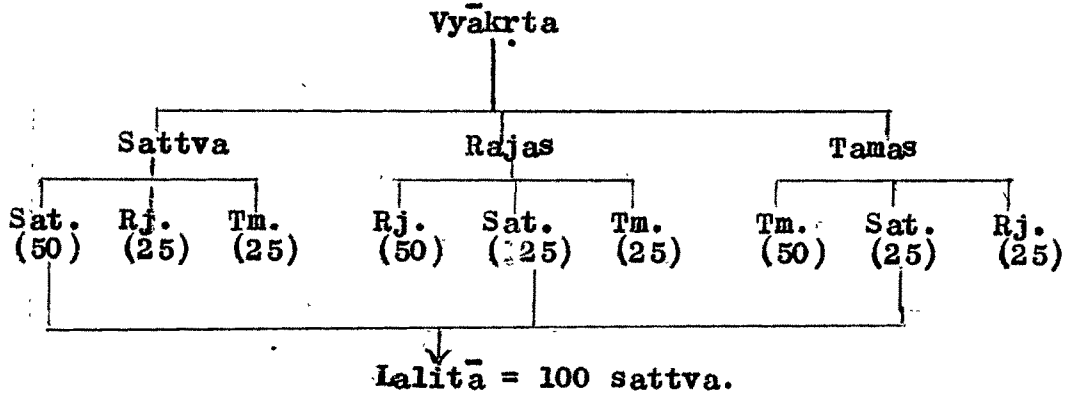 Vyākṛta
Sattva Rajas Tamas
Sat. Rj. Tm. Rj. Sat. Tm. Tm. Sat. Rj.
(50) (25) (25) (50) (25) (25) (50) (25) (25)
Lalitā = 100 sattva.